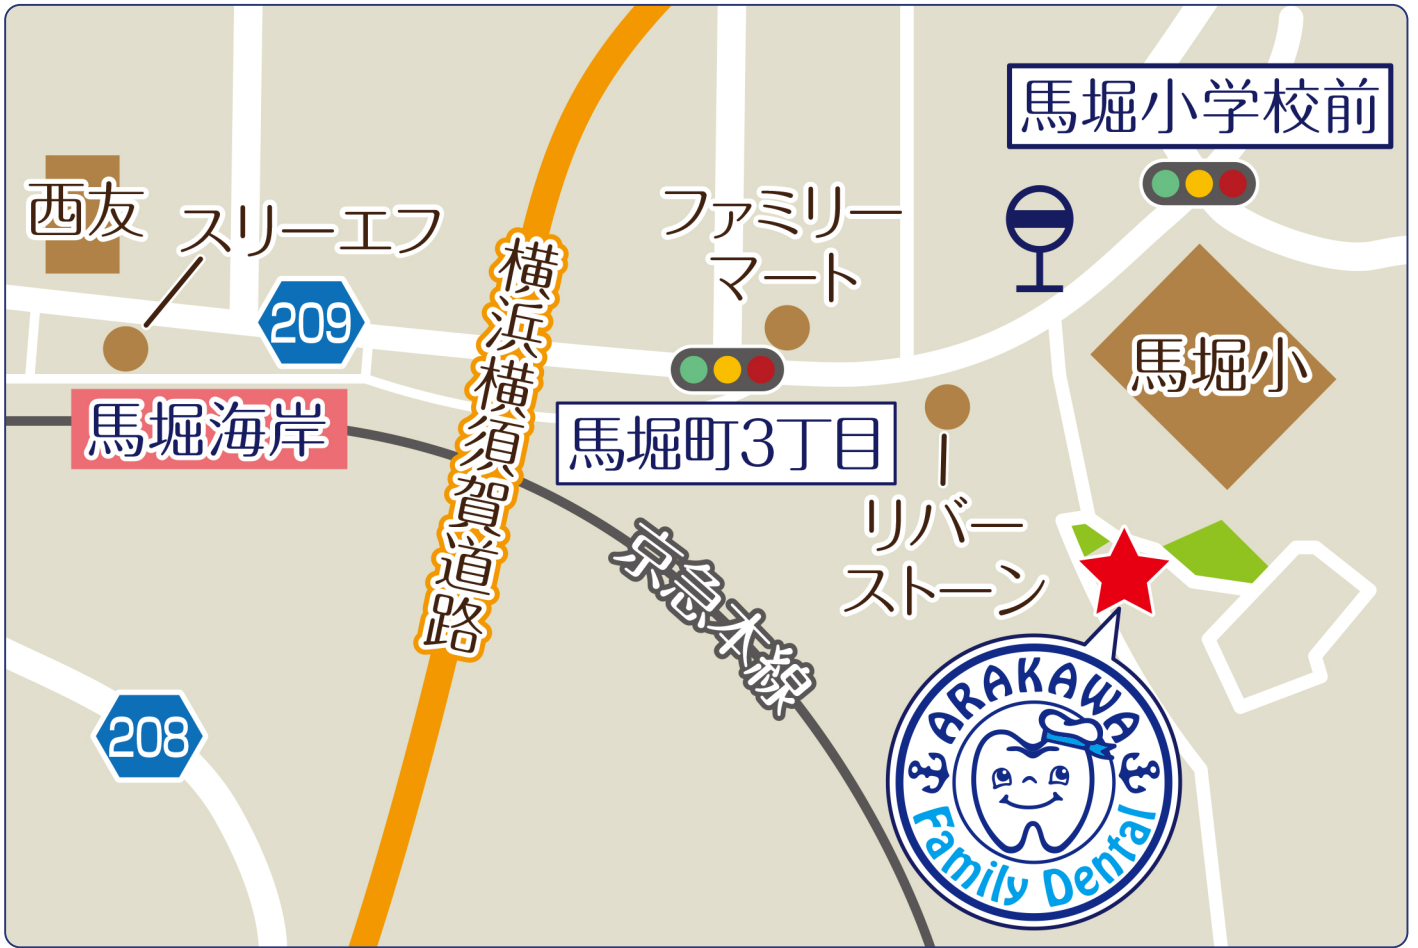 馬堀小学校前
西友
スリーエフ
ファミリー
マート
209
横浜横須賀道路
馬堀小
馬堀海岸
馬堀町3丁目
リバー
ストーン
京急本線
208
ARAKAWA
Family Dental